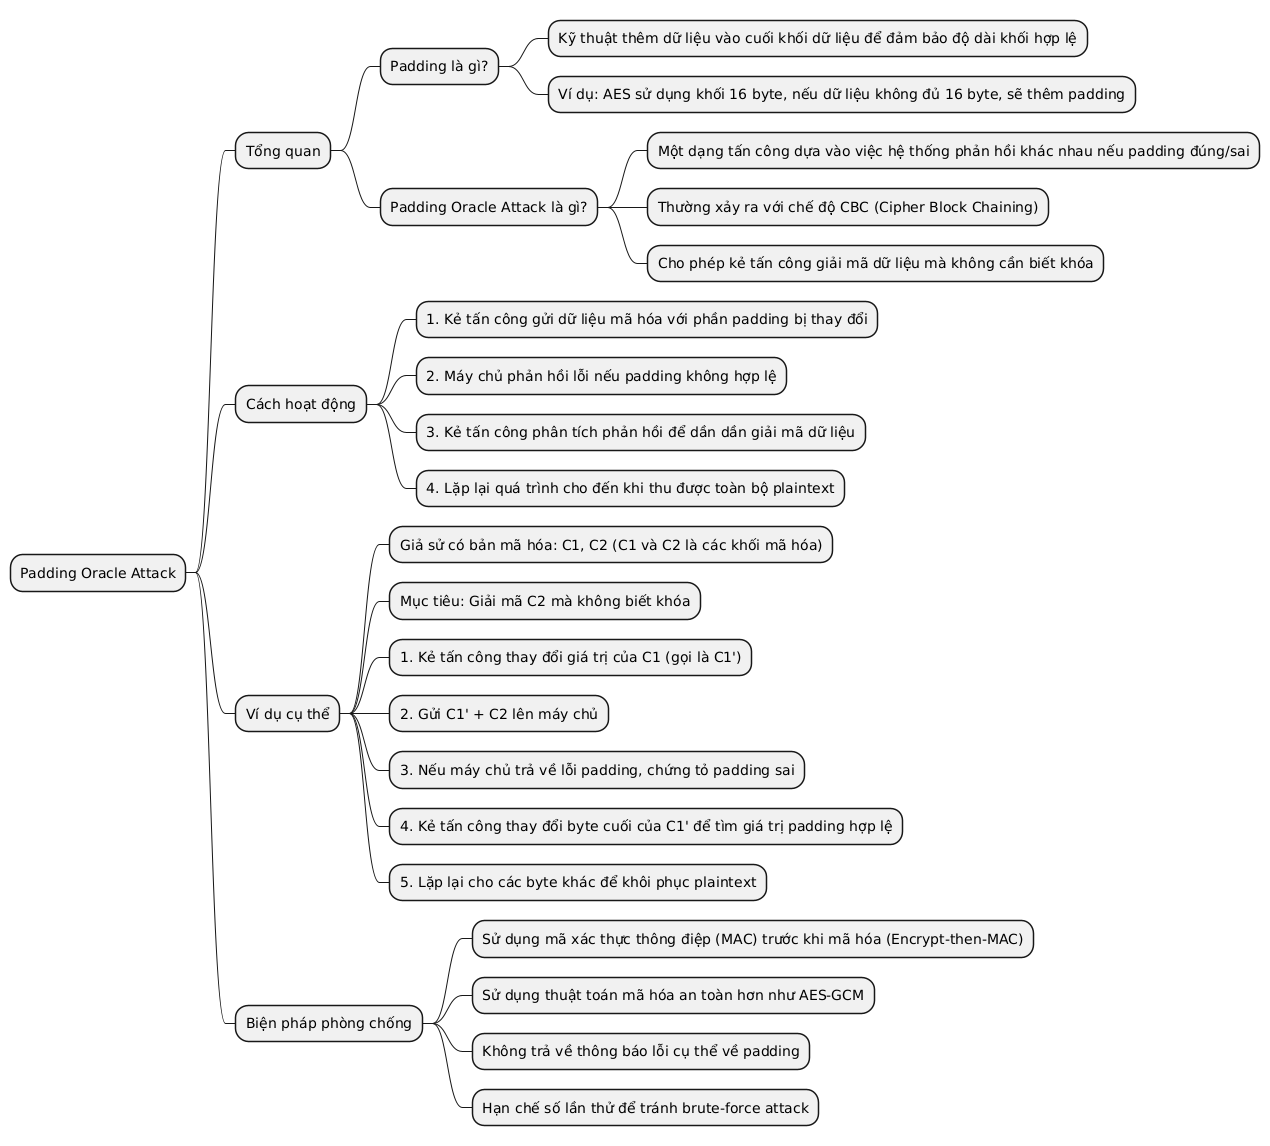 Padding Oracle Attack
Tổng quan
Padding là gì?
Kỹ thuật thêm dữ liệu vào cuối khối dữ liệu để đảm bảo độ dài khối hợp lệ
Ví dụ: AES sử dụng khối 16 byte, nếu dữ liệu không đủ 16 byte, sẽ thêm padding
Padding Oracle Attack là gì?
Một dạng tấn công dựa vào việc hệ thống phản hồi khác nhau nếu padding đúng/sai
Thường xảy ra với chế độ CBC (Cipher Block Chaining)
Cho phép kẻ tấn công giải mã dữ liệu mà không cần biết khóa
Cách hoạt động
1. Kẻ tấn công gửi dữ liệu mã hóa với phần padding bị thay đổi
2. Máy chủ phản hồi lỗi nếu padding không hợp lệ
3. Kẻ tấn công phân tích phản hồi để dần dần giải mã dữ liệu
4. Lặp lại quá trình cho đến khi thu được toàn bộ plaintext
Ví dụ cụ thể
Giả sử có bản mã hóa: C1, C2 (C1 và C2 là các khối mã hóa)
Mục tiêu: Giải mã C2 mà không biết khóa
1. Kẻ tấn công thay đổi giá trị của C1 (gọi là C1')
2. Gửi C1' + C2 lên máy chủ
3. Nếu máy chủ trả về lỗi padding, chứng tỏ padding sai
4. Kẻ tấn công thay đổi byte cuối của C1' để tìm giá trị padding hợp lệ
5. Lặp lại cho các byte khác để khôi phục plaintext
Biện pháp phòng chống
Sử dụng mã xác thực thông điệp (MAC) trước khi mã hóa (Encrypt-then-MAC)
Sử dụng thuật toán mã hóa an toàn hơn như AES-GCM
Không trả về thông báo lỗi cụ thể về padding
Hạn chế số lần thử để tránh brute-force attack